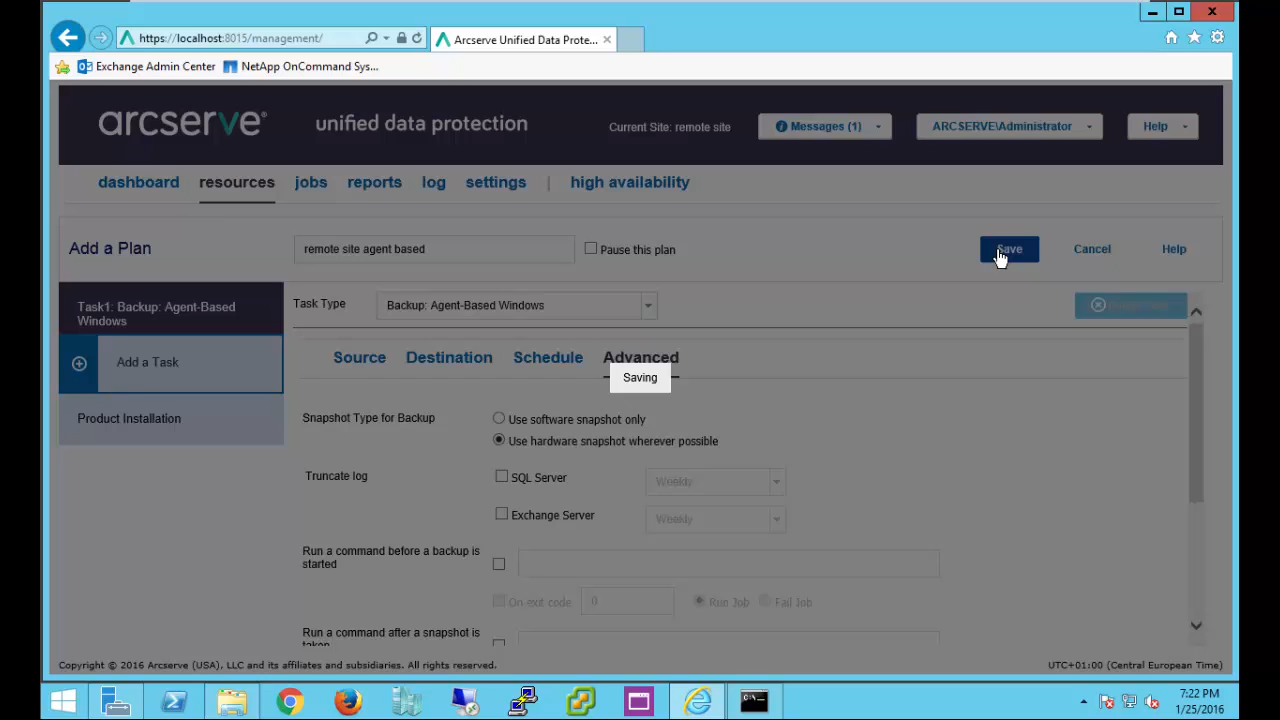 https://localhost:8015/management/
Arcserve Unified Data Prote...
Exchange Admin Center
NetApp OnCommand Sys...
arcserve®
unified data protection
Current Site: remote site
Messages (1)
ARCSERVE\Administrator
Help
dashboard
resources
jobs
reports
log
settings
|
high availability
Add a Plan
remote site agent based
Pause this plan
Save
Cancel
Help
Task1: Backup: Agent-Based
Windows
Task Type
Backup: Agent-Based Windows
Add a Task
Product Installation
Source
Destination
Schedule
Advanced
Saving
Snapshot Type for Backup
Use software snapshot only
Use hardware snapshot wherever possible
Truncate log
SQL Server
Weekly
Exchange Server
Weekly
Run a command before a backup is
started
On exit code
0
Run Job
Fail Job
Run a command after a snapshot is
taken
Copyright © 2016 Arcserve (USA), LLC and its affiliates and subsidiaries. All rights reserved.
UTC+01:00 (Central European Time)
7:22 PM
1/25/2016